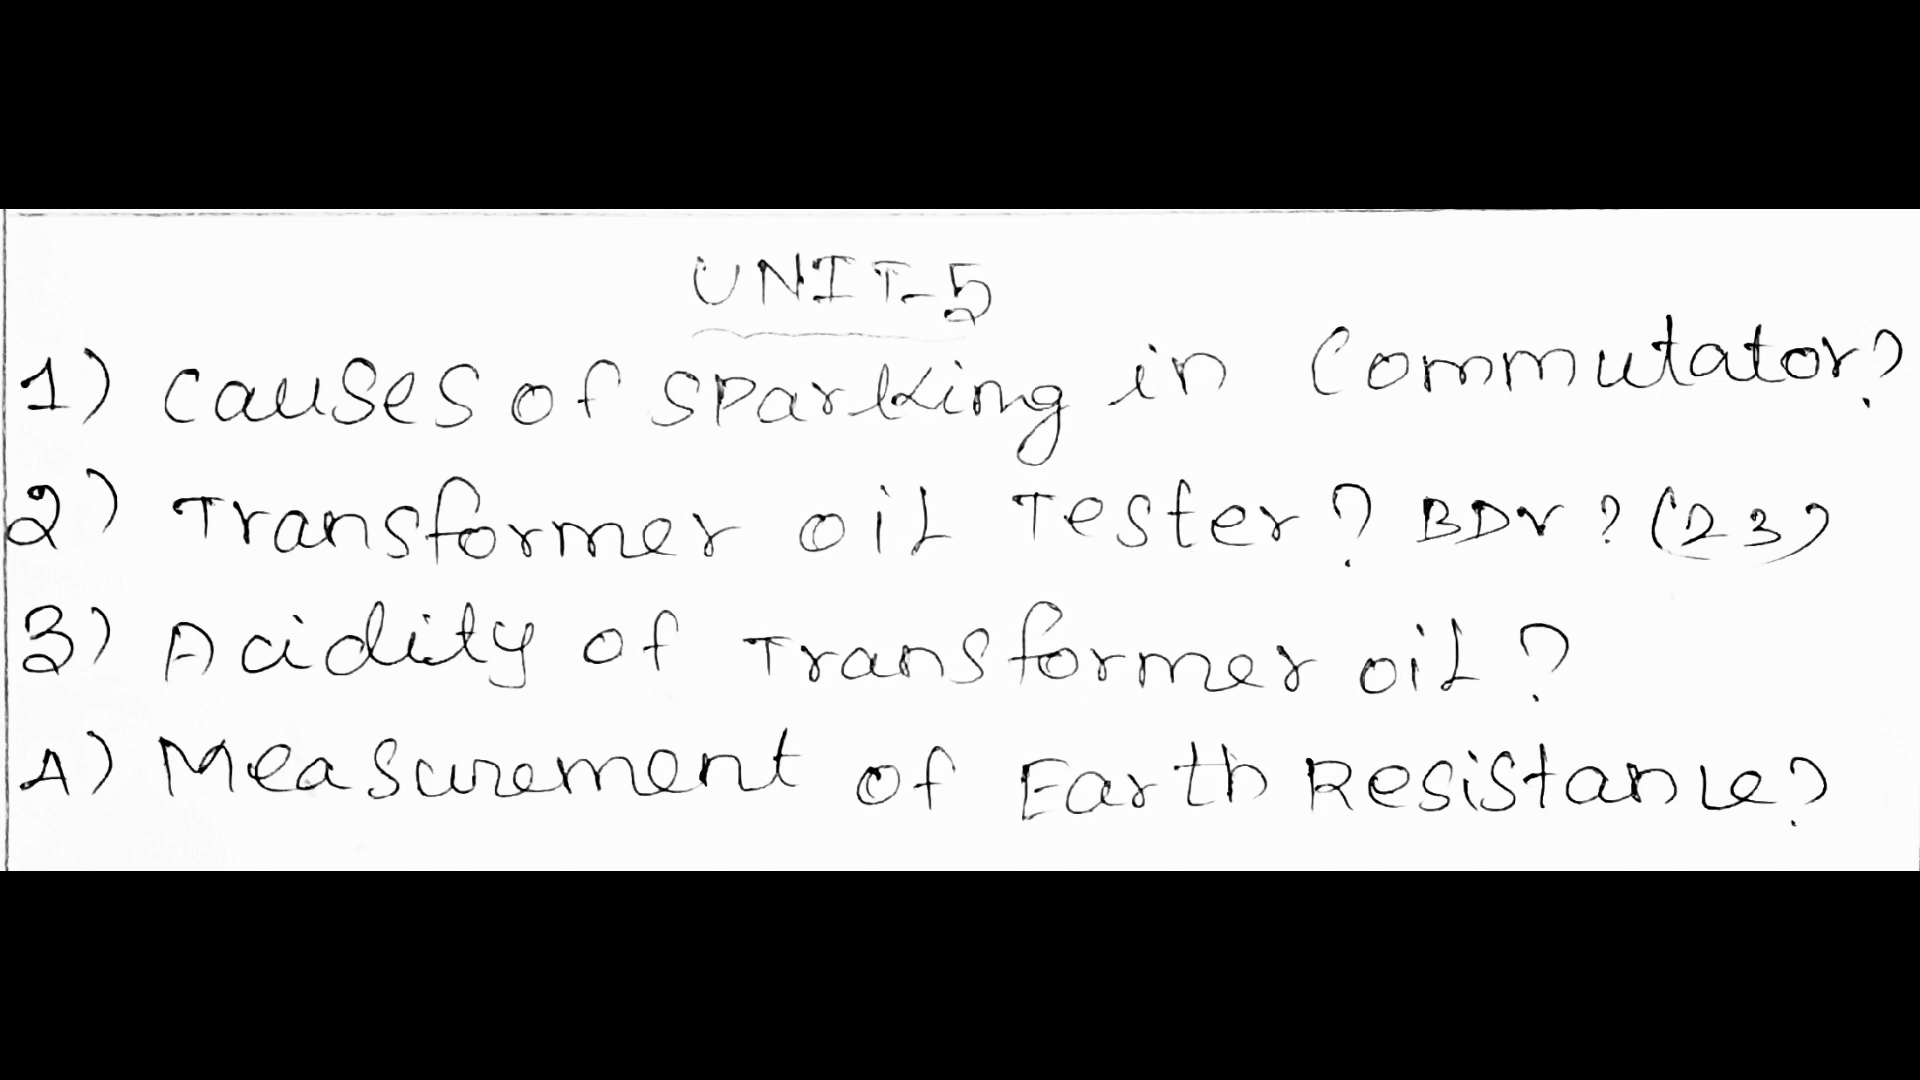 UNIT-5
1) Causes of sparking in Commutator?
2) Transformer oil Tester? BDV? (23)
3) Acidity of Transformer oil?
4) Measurement of Earth Resistance?